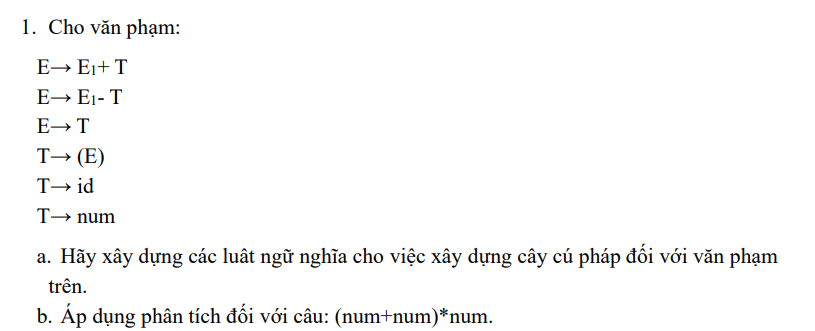 1. Cho văn phạm:
E→ E₁+ T
E→ E₁- T
E→ T
T→ (E)
T→ id
T→ num
a. Hãy xây dựng các luât ngữ nghĩa cho việc xây dựng cây cú pháp đối với văn phạm
trên.
b. Áp dụng phân tích đối với câu: (num+num)*num.